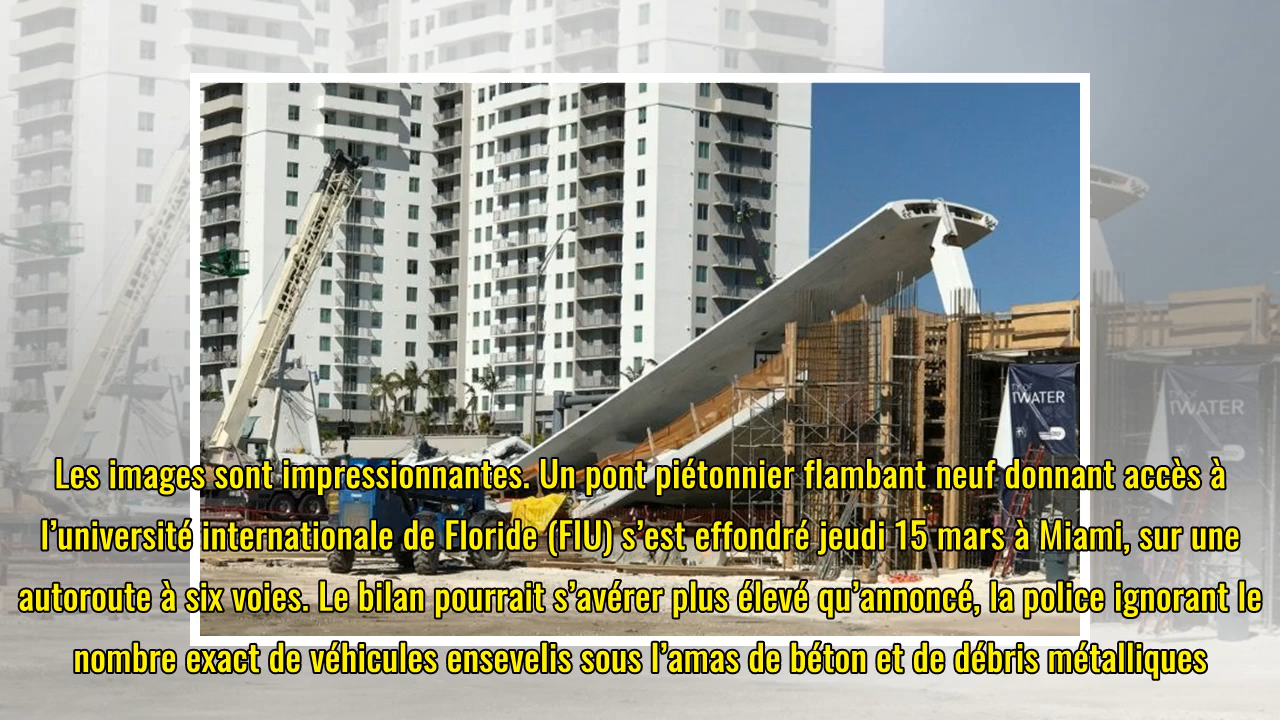 TWATER
Les images sont impressionnantes. Un pont piétonnier flambant neuf donnant accès à
l’université internationale de Floride (FIU) s’est effondré jeudi 15 mars à Miami, sur une
autoroute à six voies. Le bilan pourrait s’avérer plus élevé qu’annoncé, la police ignorant le
nombre exact de véhicules ensevelis sous l’amas de béton et de débris métalliques